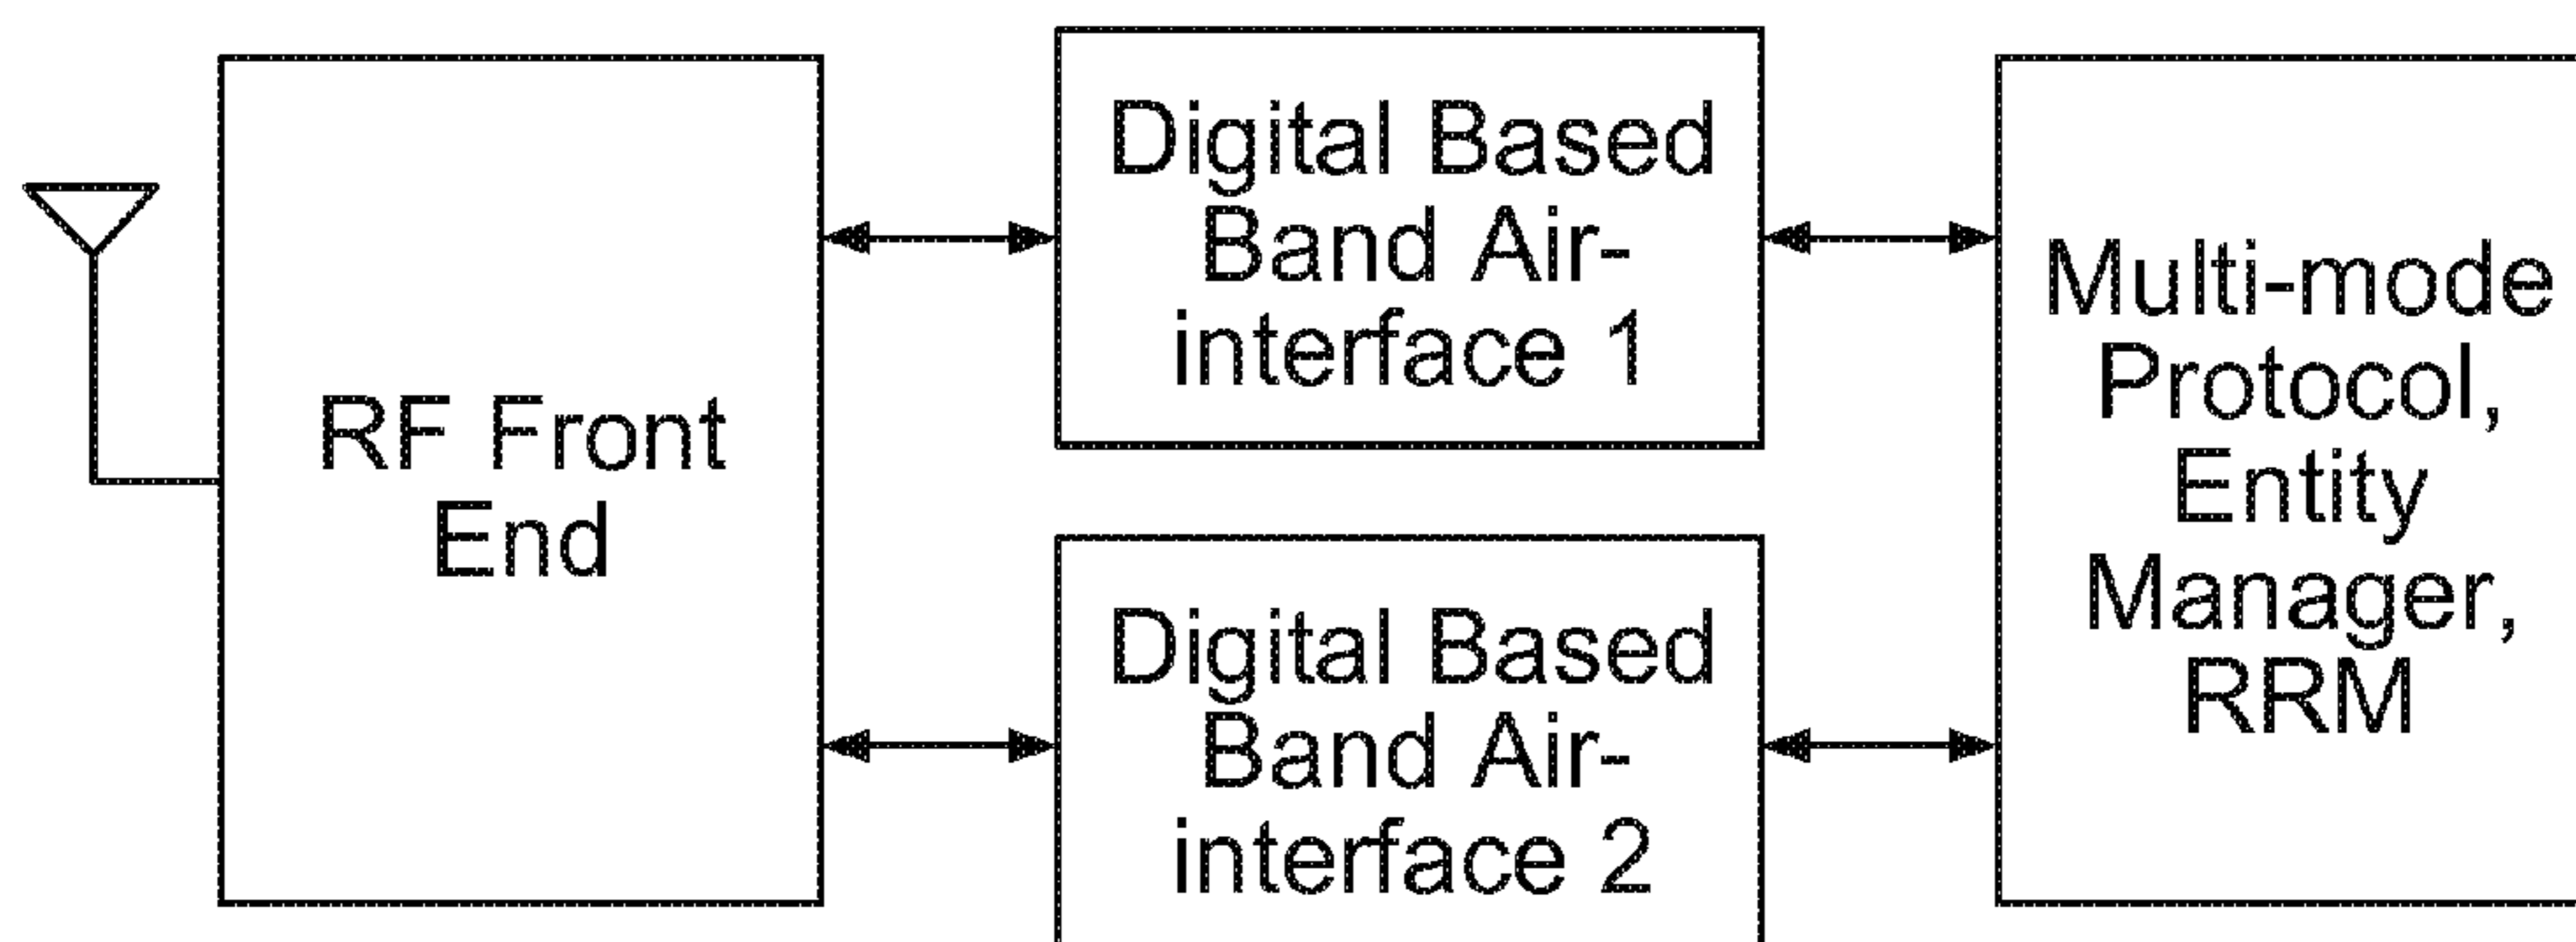 RF Front
End
Digital Based
Band Air-
interface 1
Digital Based
Band Air-
interface 2
Multi-mode
Protocol,
Entity
Manager,
RRM